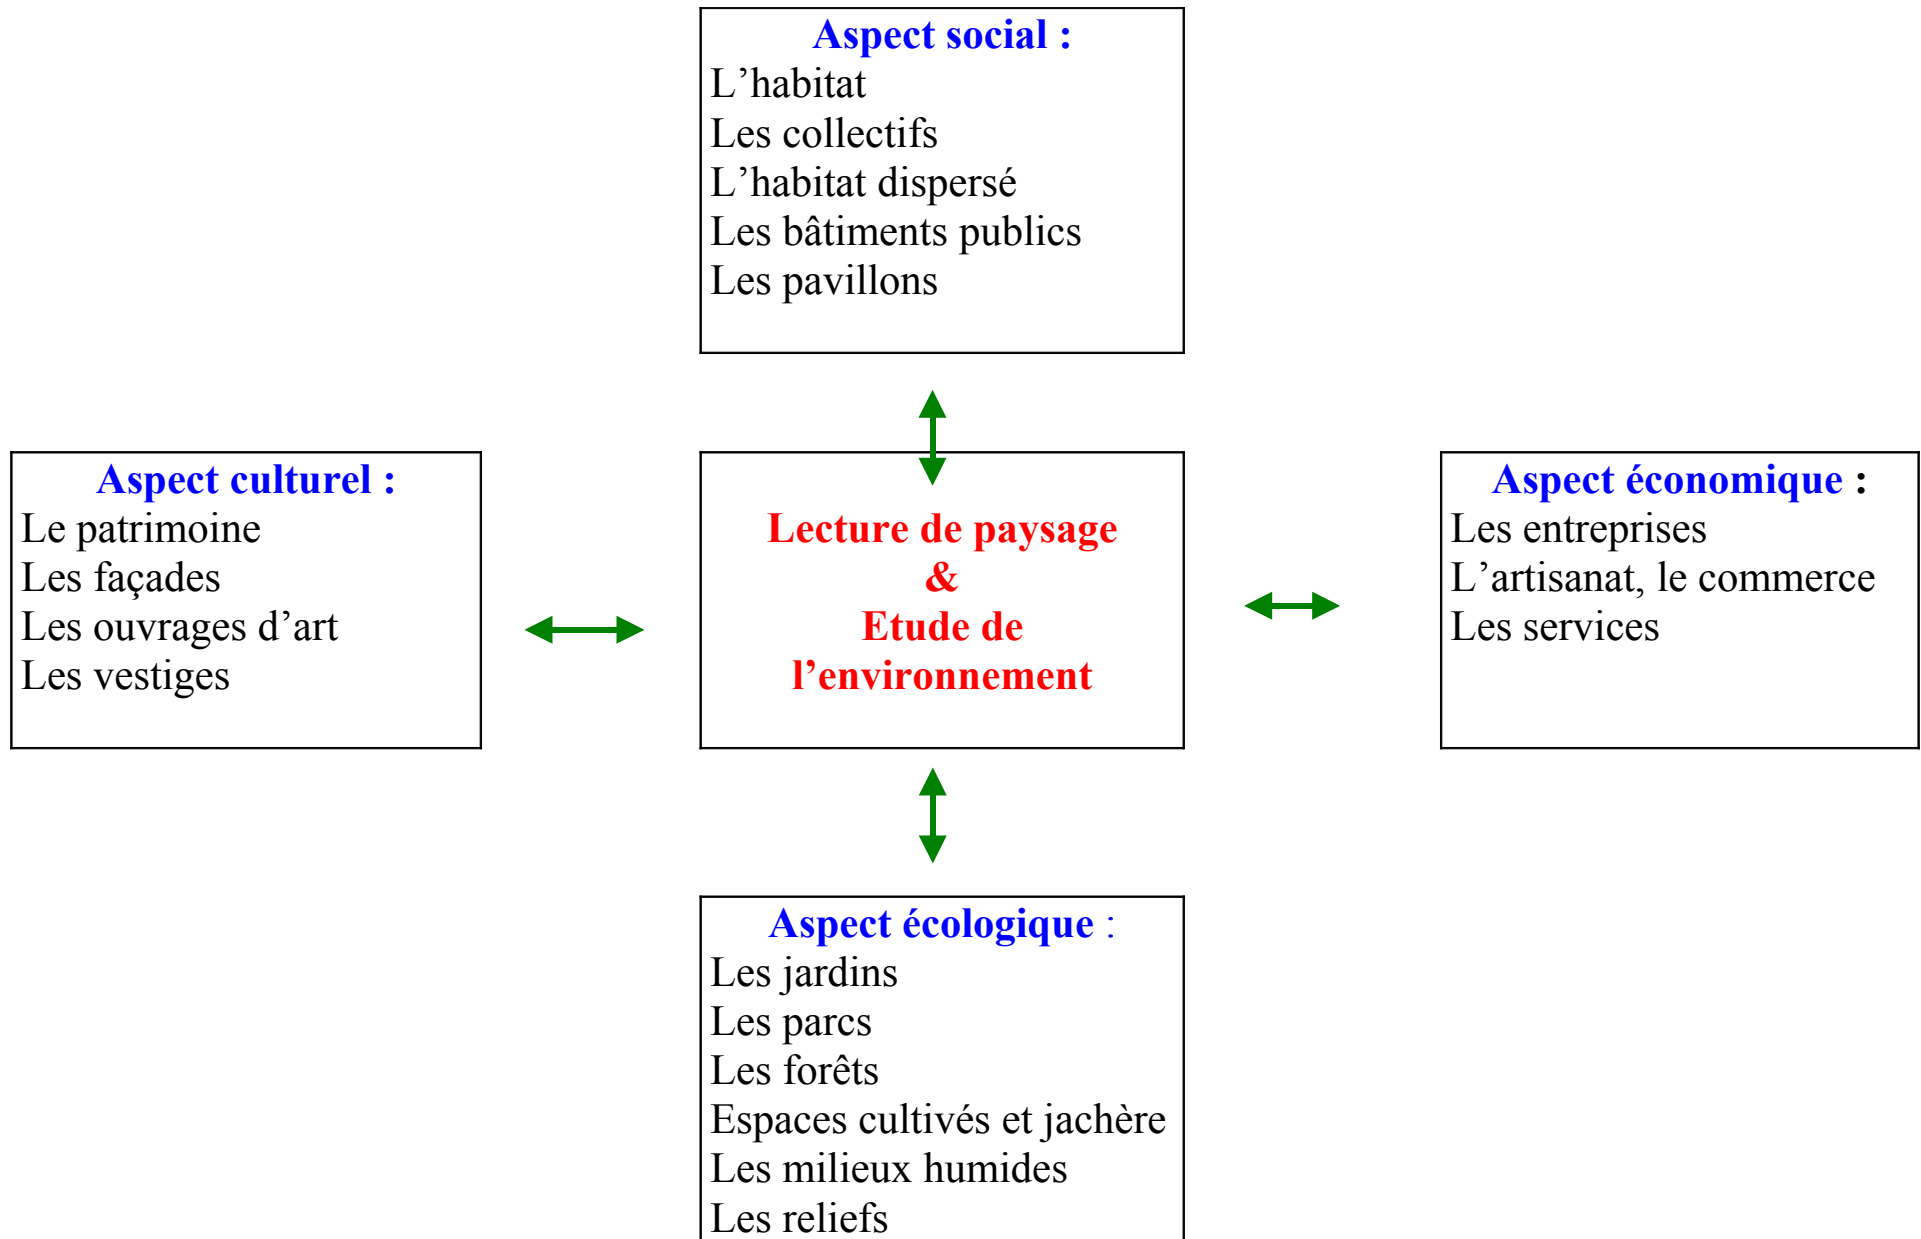 Aspect social :
L’habitat
Les collectifs
L’habitat dispersé
Les bâtiments publics
Les pavillons
Aspect culturel :
Le patrimoine
Les façades
Les ouvrages d’art
Les vestiges
Lecture de paysage
&
Etude de
l’environnement
Aspect économique :
Les entreprises
L’artisanat, le commerce
Les services
Aspect écologique :
Les jardins
Les parcs
Les forêts
Espaces cultivés et jachère
Les milieux humides
Les reliefs